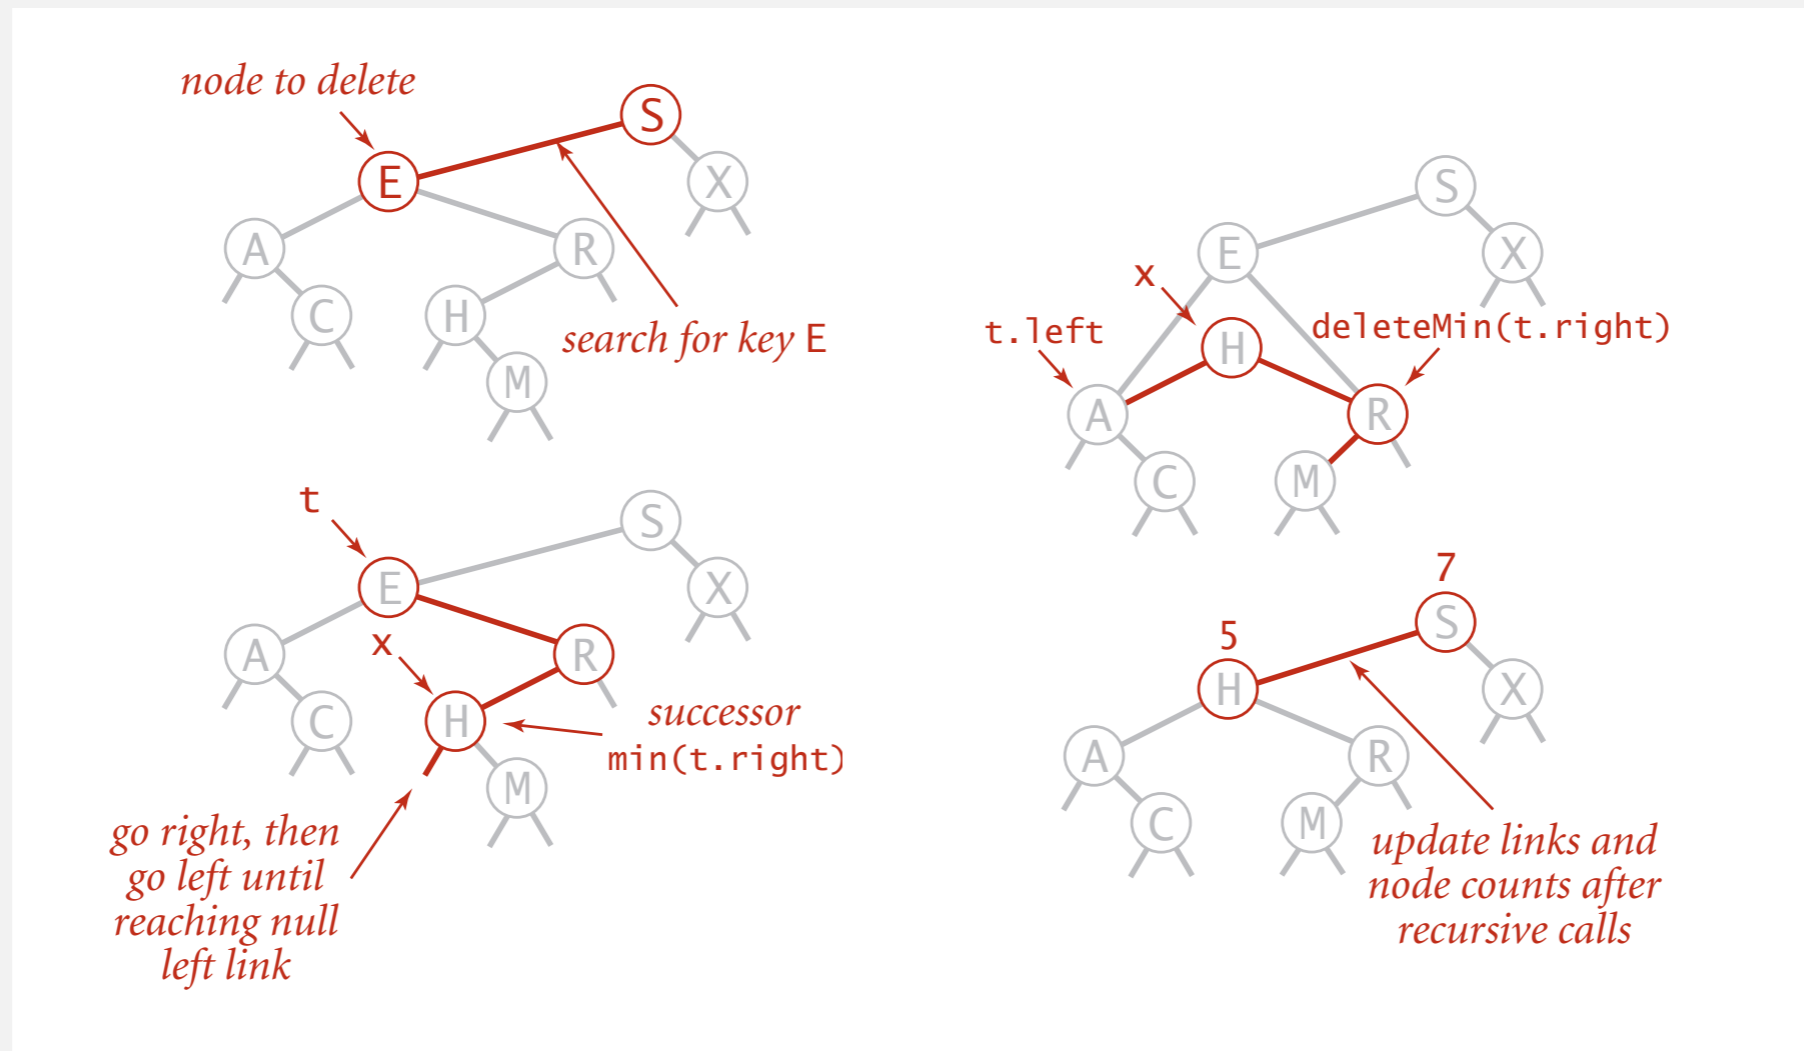 node to delete
S
E
X
A
R
C
H
search for key E
M
t
S
E
X
x
A
R
C
H
successor
min(t.right)
M
go right, then
go left until
reaching null
left link
S
E
X
x
t.left
deleteMin(t.right)
H
A
R
C
M
7
S
5
H
X
A
R
C
M
update links and
node counts after
recursive calls